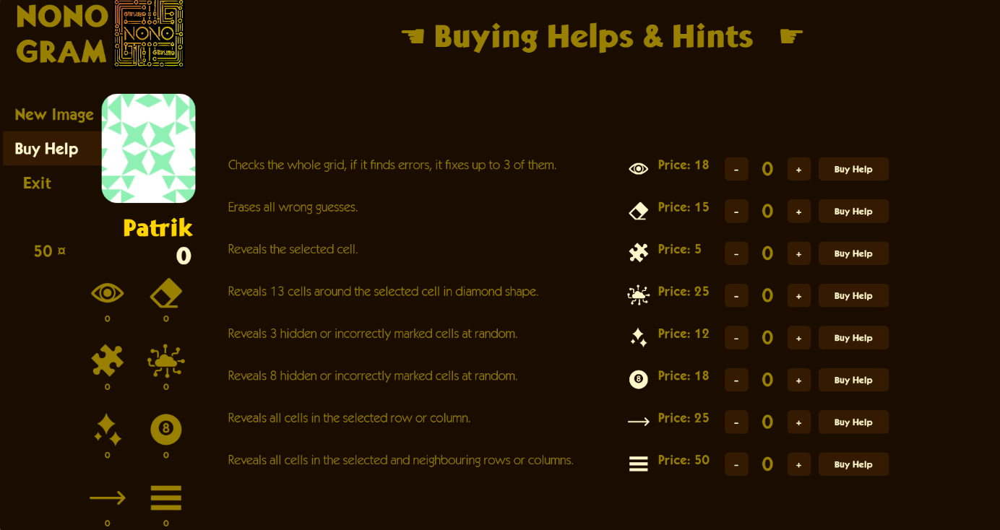 NONO
GRAM
NONO
☚ Buying Helps & Hints ☛
New Image
Buy Help
Exit
Patrik
50 ¤
0
0
0
0
0
0
0
0
0
Checks the whole grid, if it finds errors, it fixes up to 3 of them.
Price: 18
-
0
+
Buy Help
Erases all wrong guesses.
Price: 15
-
0
+
Buy Help
Reveals the selected cell.
Price: 5
-
0
+
Buy Help
Reveals 13 cells around the selected cell in diamond shape.
Price: 25
-
0
+
Buy Help
Reveals 3 hidden or incorrectly marked cells at random.
Price: 12
-
0
+
Buy Help
Reveals 8 hidden or incorrectly marked cells at random.
8
Price: 18
-
0
+
Buy Help
Reveals all cells in the selected row or column.
Price: 25
-
0
+
Buy Help
Reveals all cells in the selected and neighbouring rows or columns.
Price: 50
-
0
+
Buy Help
8